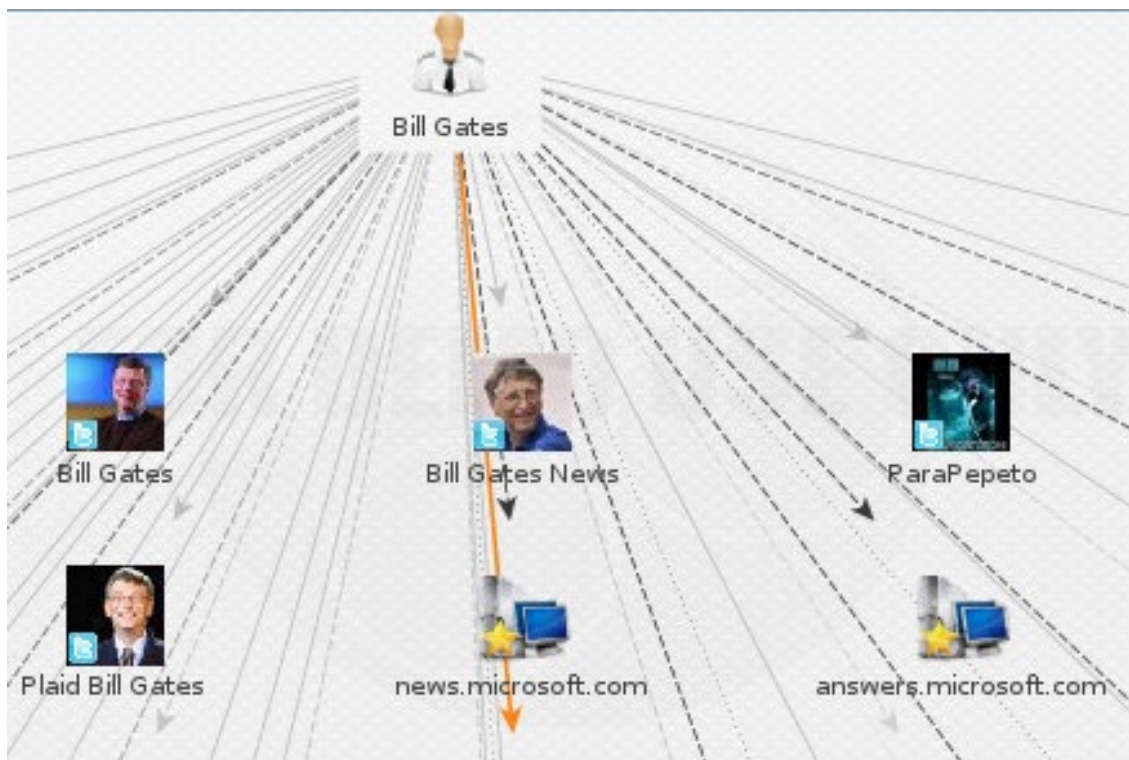 Bill Gates
Bill Gates
Bill Gates News
ParaPepeto
Plaid Bill Gates
news.microsoft.com
answers.microsoft.com